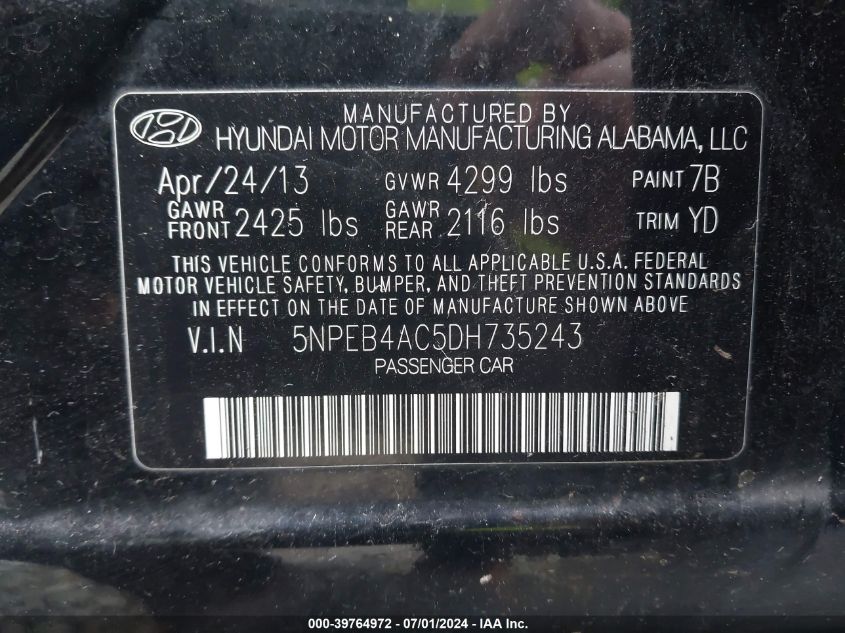 MANUFACTURED BY
HYUNDAI MOTOR MANUFACTURING ALABAMA, LLC
Apr/24/13 GVWR 4299 lbs PAINT 7B
GAWR FRONT 2425 lbs GAWR REAR 2116 lbs TRIM YD
THIS VEHICLE CONFORMS TO ALL APPLICABLE U.S.A. FEDERAL
MOTOR VEHICLE SAFETY, BUMPER, AND THEFT PREVENTION STANDARDS
IN EFFECT ON THE DATE OF MANUFACTURE SHOWN ABOVE
V.I.N 5NPEB4AC5DH735243
PASSENGER CAR
000-39764972 - 07/01/2024 - IAA Inc.